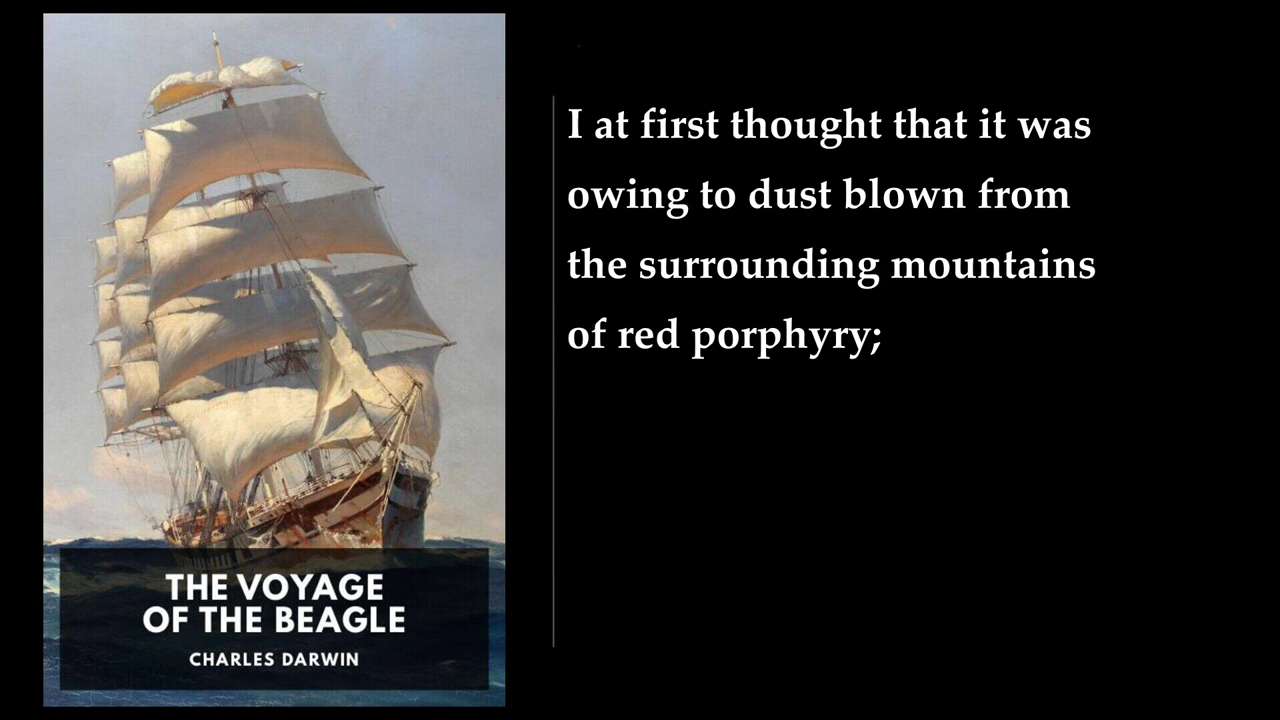 THE VOYAGE
OF THE BEAGLE
CHARLES DARWIN
I at first thought that it was
owing to dust blown from
the surrounding mountains
of red porphyry;